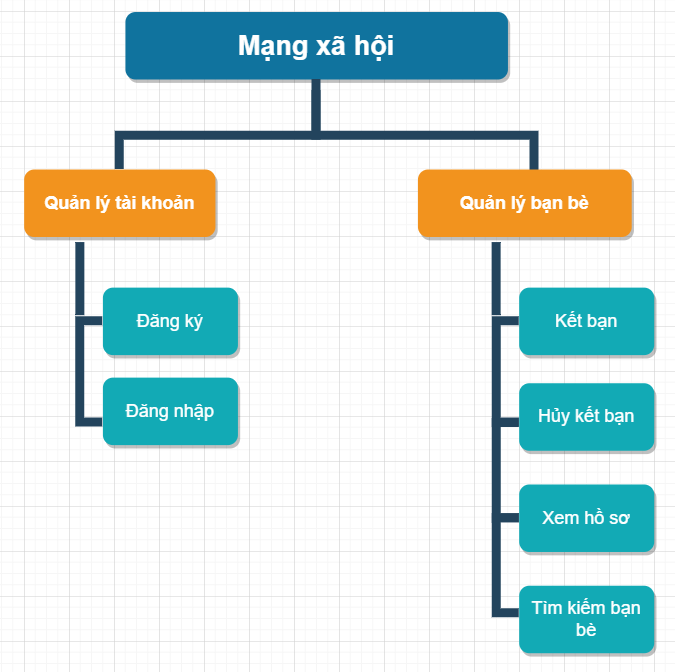 Mạng xã hội
Quản lý tài khoản
Quản lý bạn bè
Đăng ký
Kết bạn
Đăng nhập
Hủy kết bạn
Xem hồ sơ
Tìm kiếm bạn
bè